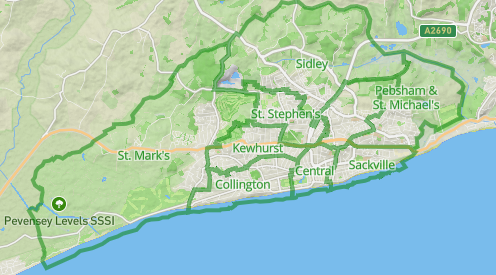 A2690
Sidley
Pebsham &
St. Michael's
St. Stephen's
Kewhurst
St. Mark's
Sackville
Central
Collington
Pevensey Levels SSSI